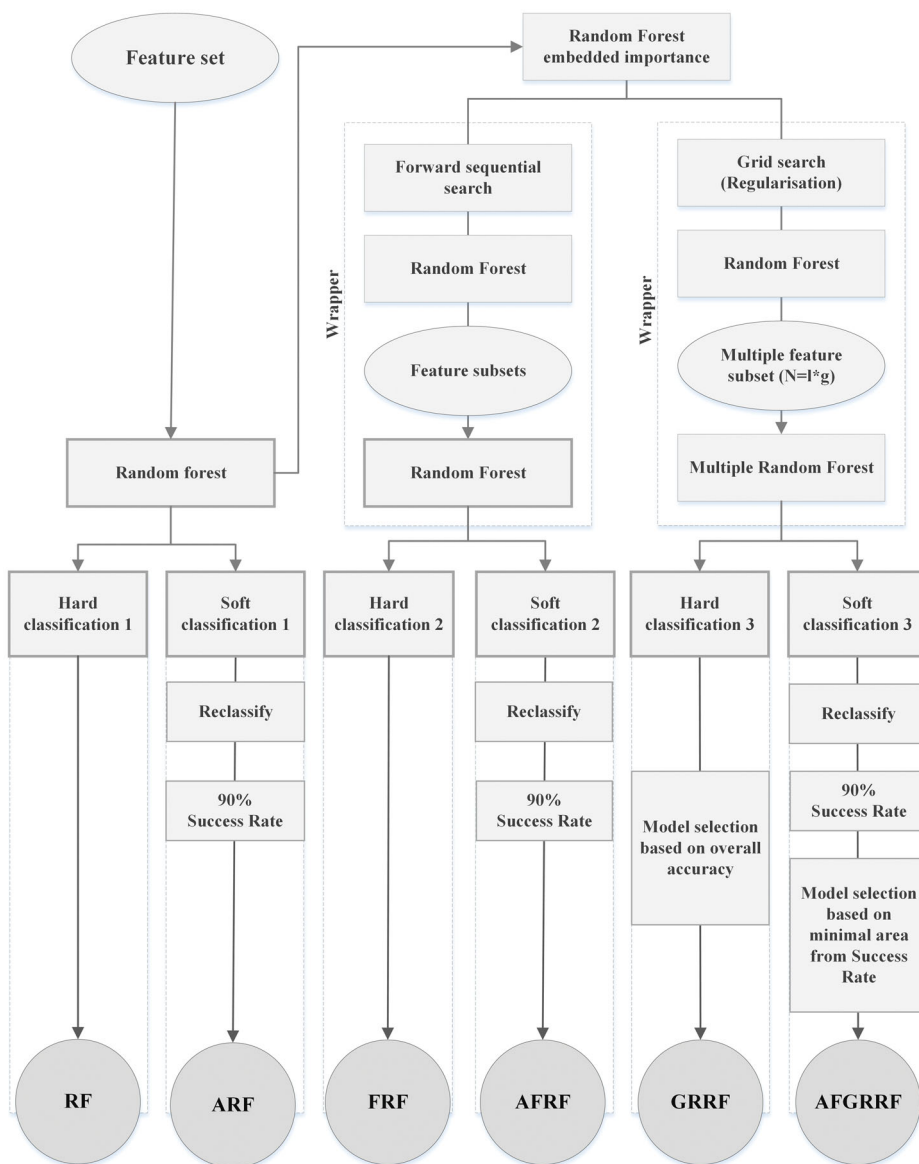 Feature set
Random Forest
embedded importance
Forward sequential
search
Random Forest
Feature subsets
Random Forest
Wrapper
Grid search
(Regularisation)
Random Forest
Multiple feature
subset (N=l*g)
Multiple Random Forest
Wrapper
Random forest
Hard
classification 1
Soft
classification 1
Hard
classification 2
Soft
classification 2
Hard
classification 3
Soft
classification 3
Reclassify
Reclassify
Reclassify
90%
Success Rate
90%
Success Rate
Model selection
based on overall
accuracy
90%
Success Rate
Model selection
based on
minimal area
from Success
Rate
RF
ARF
FRF
AFRF
GRRF
AFGRRF